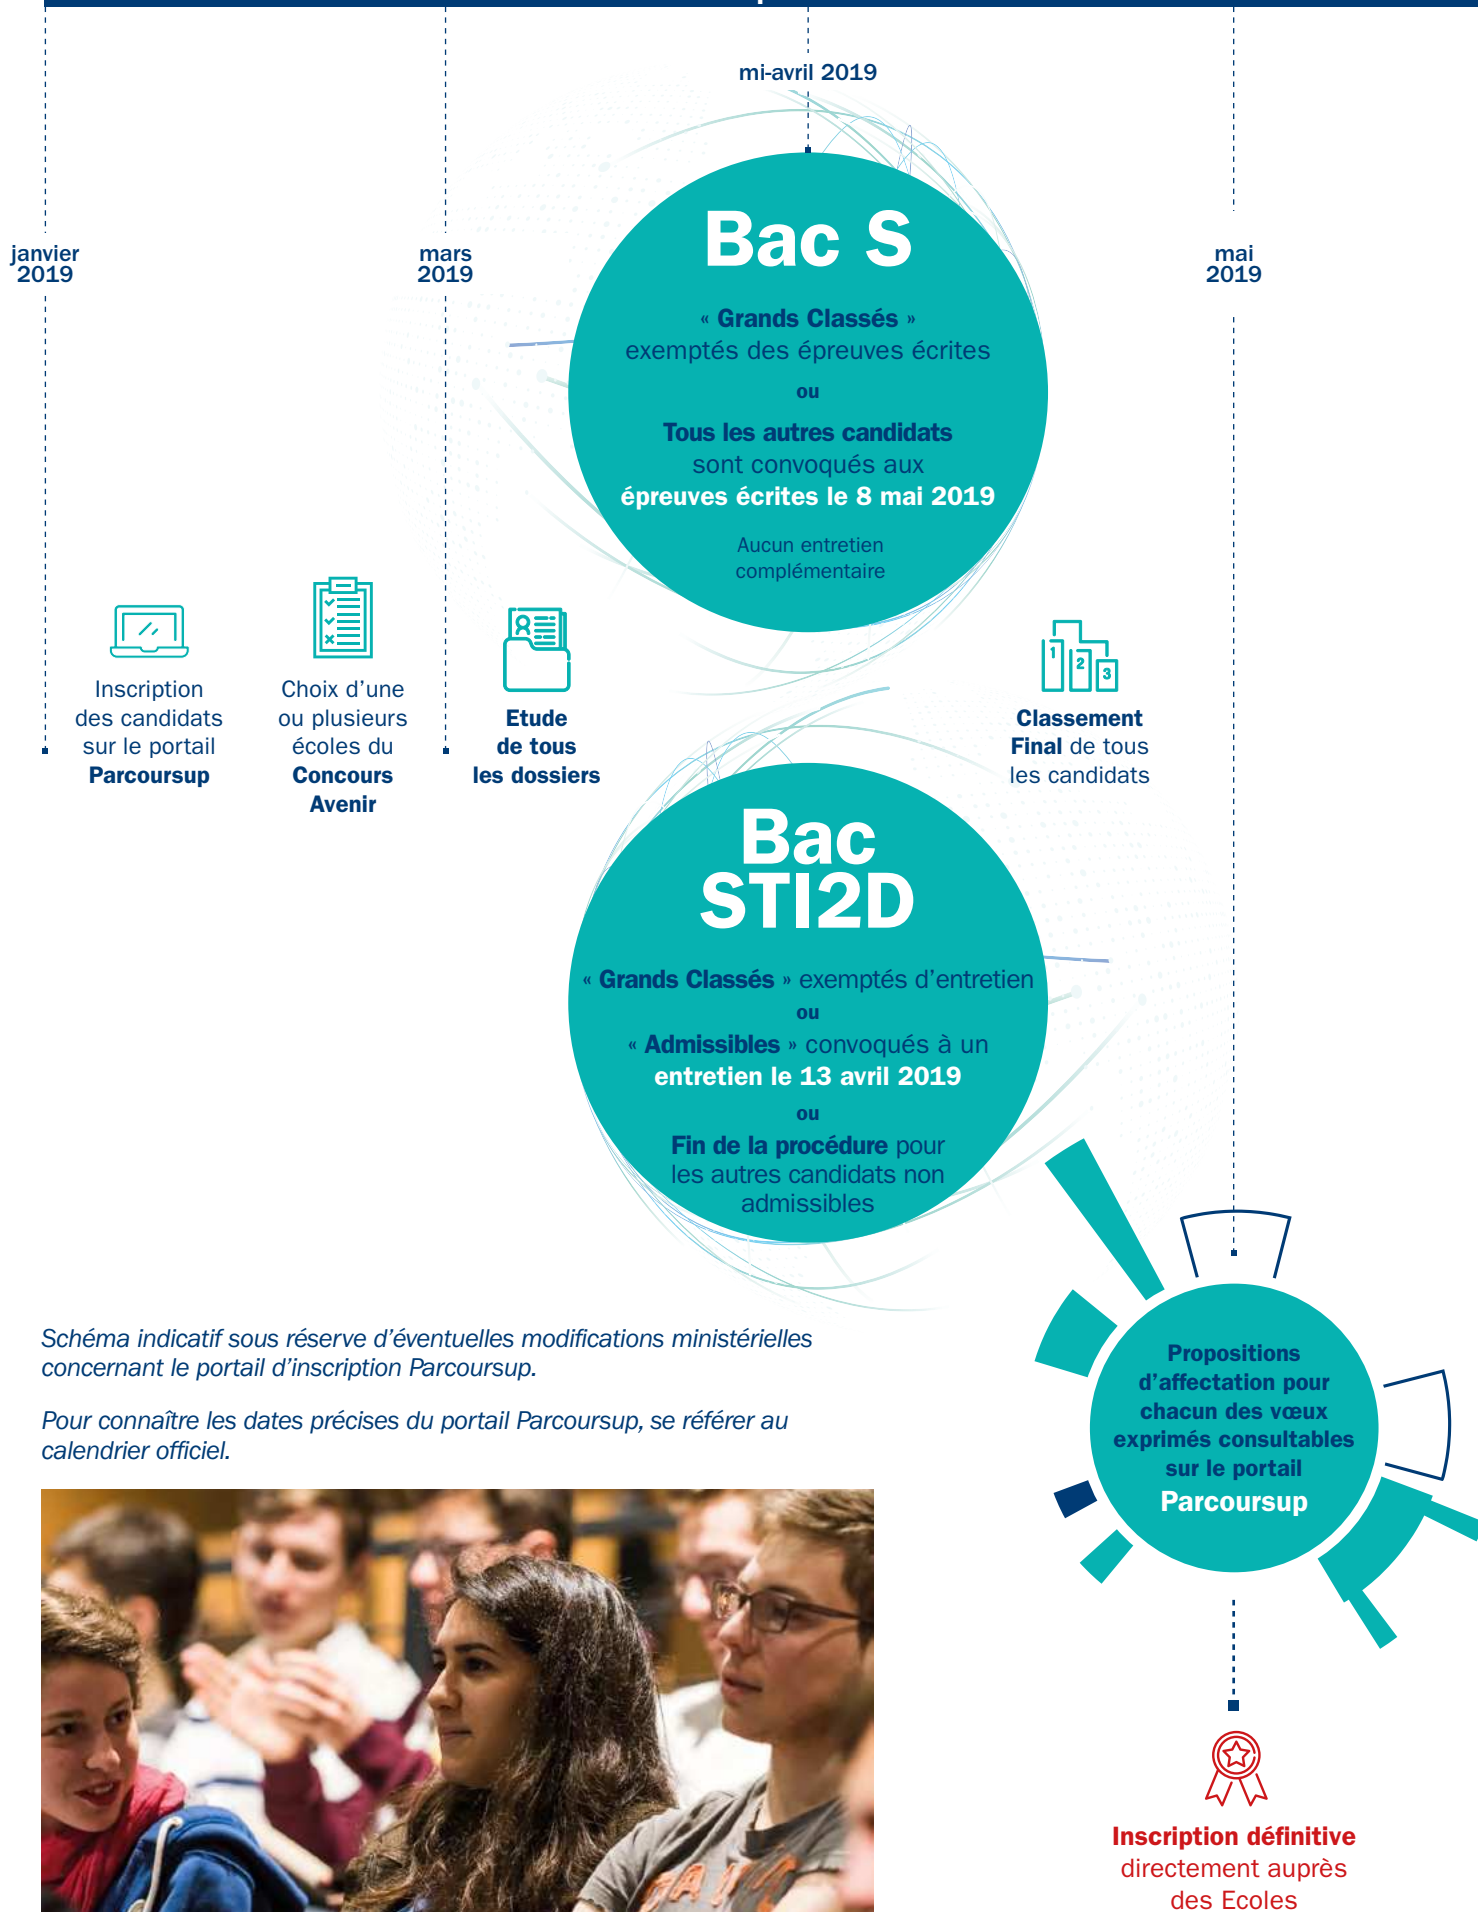 mi-avril 2019
janvier
2019
mars
2019
mai
2019
Bac S
« Grands Classés »
exemptés des épreuves écrites
ou
Tous les autres candidats
sont convoqués aux
épreuves écrites le 8 mai 2019
Aucun entretien
complémentaire
Inscription
des candidats
sur le portail
Parcoursup
Choix d’une
ou plusieurs
écoles du
Concours
Avenir
Etude
de tous
les dossiers
1
2
3
Classement
Final de tous
les candidats
Bac
STI2D
« Grands Classés » exemptés d’entretien
ou
« Admissibles » convoqués à un
entretien le 13 avril 2019
ou
Fin de la procédure pour
les autres candidats non
admissibles
Schéma indicatif sous réserve d’éventuelles modifications ministérielles
concernant le portail d’inscription Parcoursup.
Pour connaître les dates précises du portail Parcoursup, se référer au
calendrier officiel.
Propositions
d’affectation pour
chacun des vœux
exprimés consultables
sur le portail
Parcoursup
Inscription définitive
directement auprès
des Ecoles